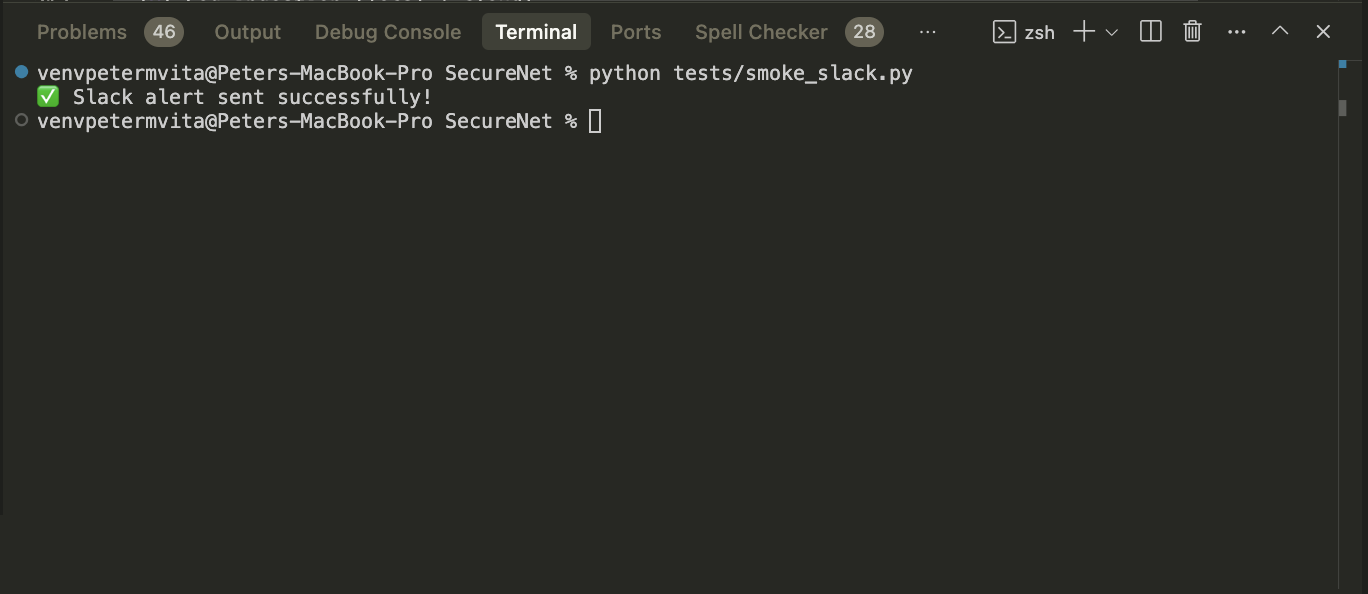 Problems 46 Output Debug Console Terminal Ports Spell Checker 28 ... zsh
venvpetermvita@Peters-MacBook-Pro SecureNet % python tests/smoke_slack.py
✅ Slack alert sent successfully!
venvpetermvita@Peters-MacBook-Pro SecureNet %